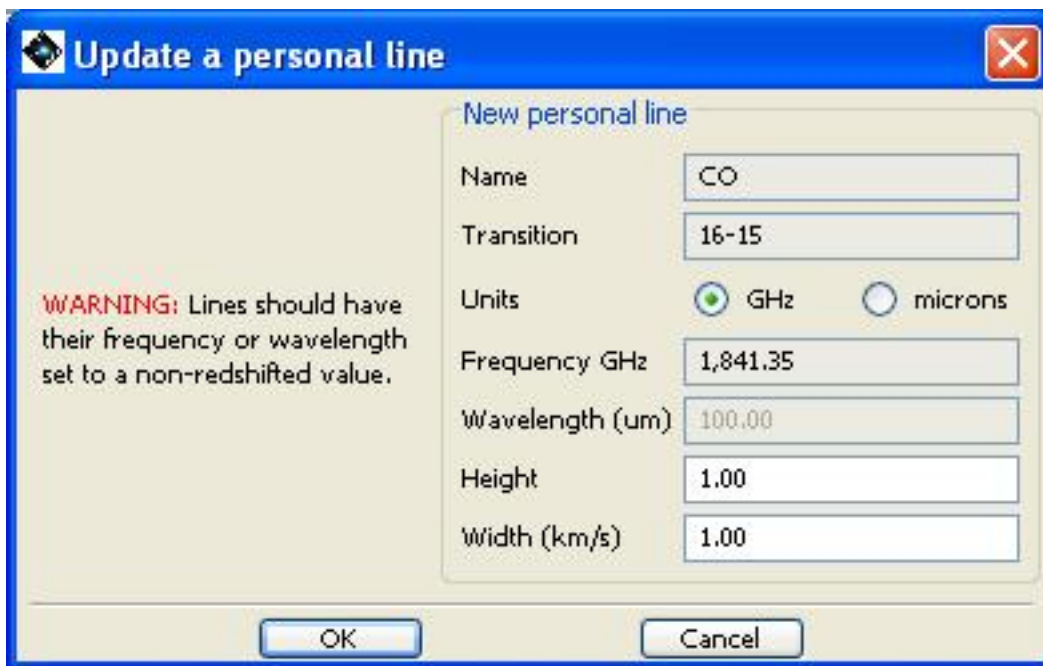 Update a personal line
New personal line
Name CO
Transition 16-15
Units GHz microns
WARNING: Lines should have
their frequency or wavelength
set to a non-redshifted value.
Frequency GHz 1,841.35
Wavelength (um) 100.00
Height 1.00
Width (km/s) 1.00
OK Cancel